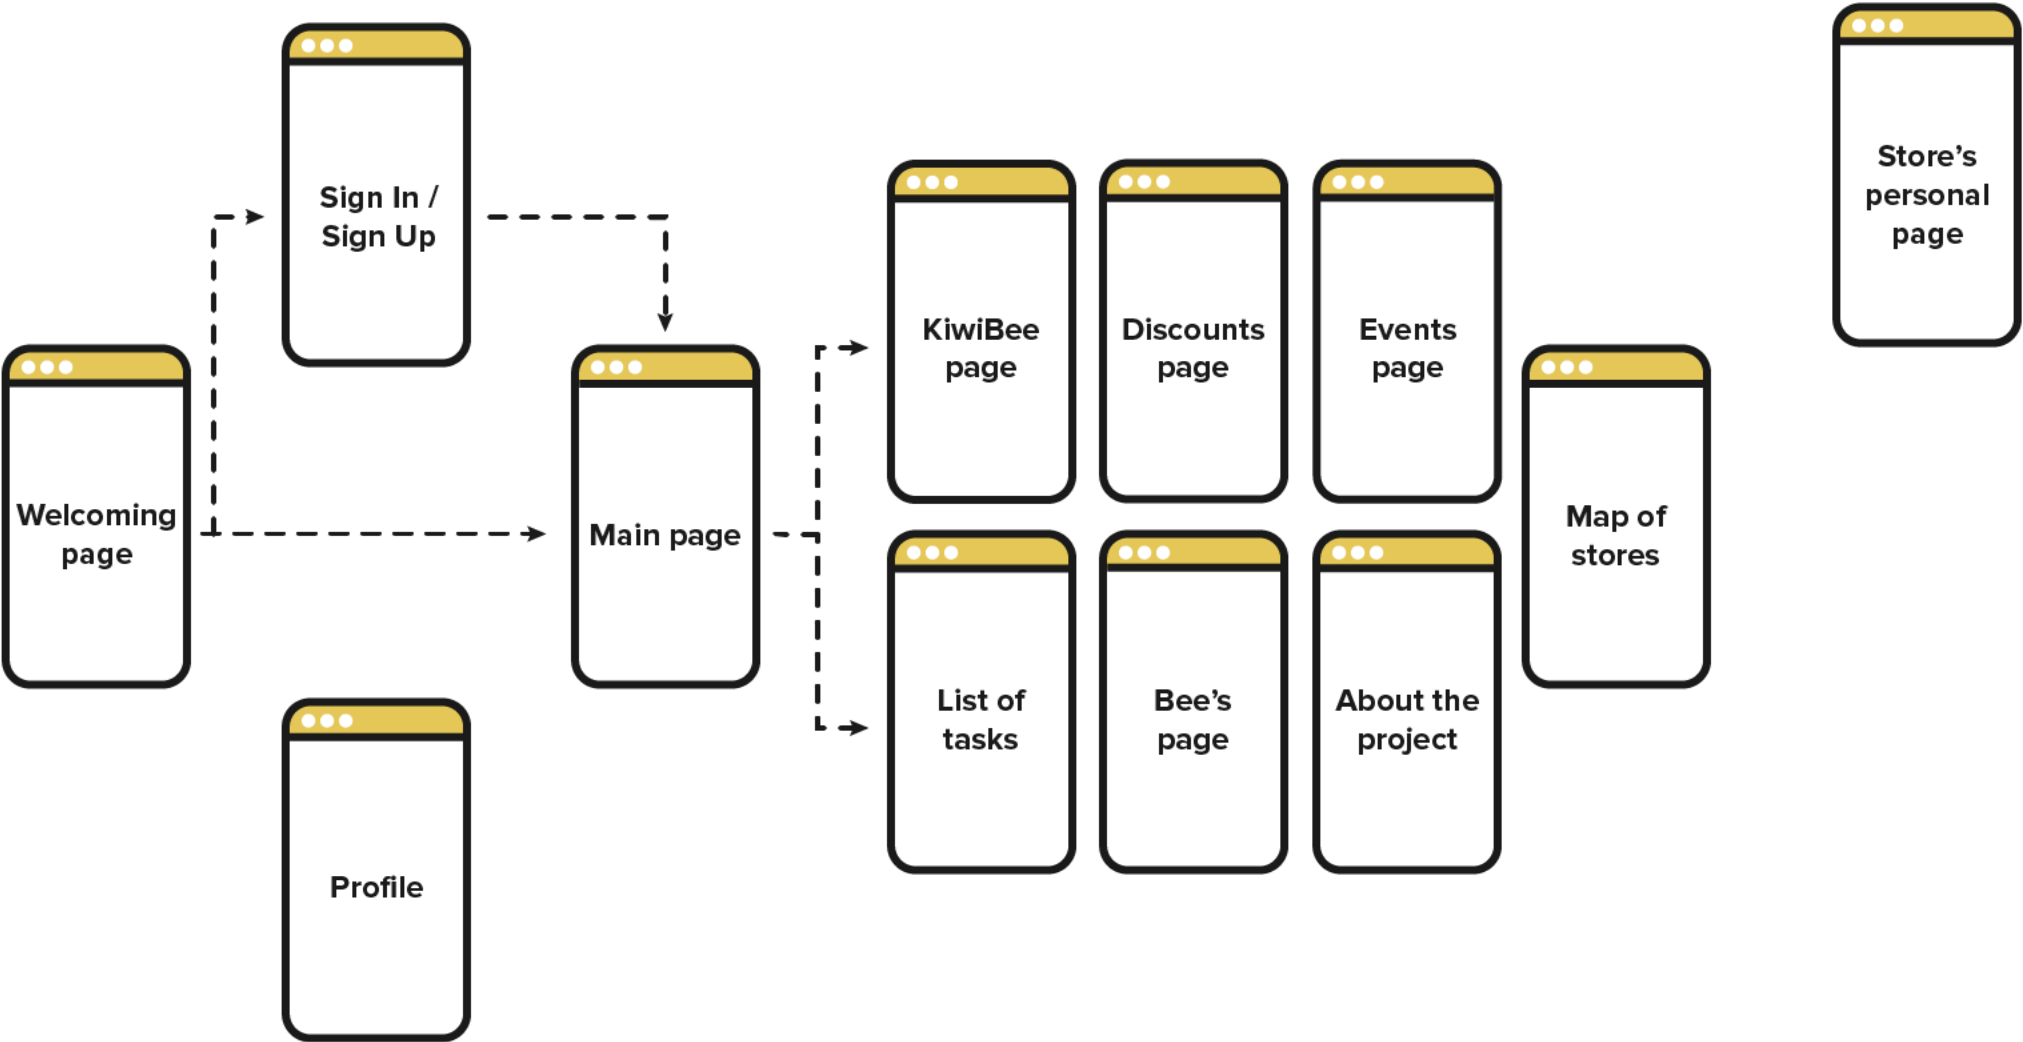 Sign In /
Sign Up
Welcoming
page
Profile
Main page
KiwiBee
page
Discounts
page
Events
page
List of
tasks
Bee’s
page
About the
project
Map of
stores
Store’s
personal
page